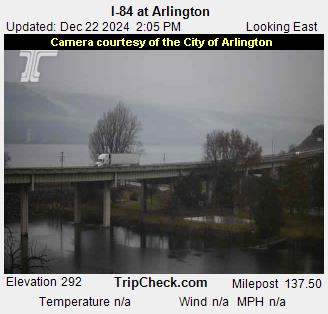 I-84 at Arlington
Updated: Dec 22 2024 2:05 PM Looking East
Camera courtesy of the City of Arlington
Elevation 292 TripCheck.com Milepost 137.50
Temperature n/a Wind n/a MPH n/a